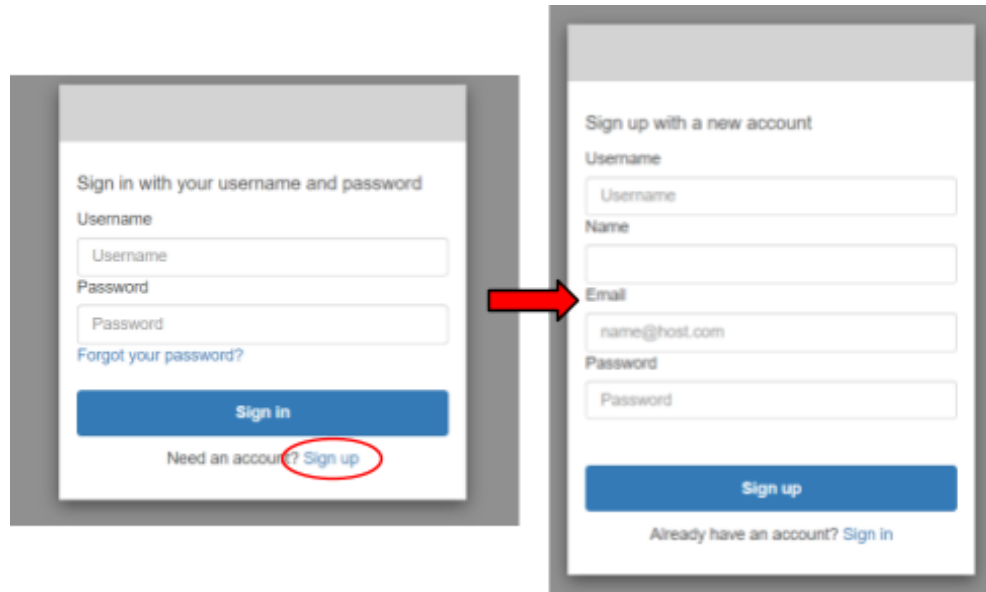 Sign in with your username and password
Username
Username
Password
Password
Forgot your password?
Sign in
Need an account? Sign up
Sign up with a new account
Username
Username
Name
Email
name@host.com
Password
Password
Sign up
Already have an account? Sign in